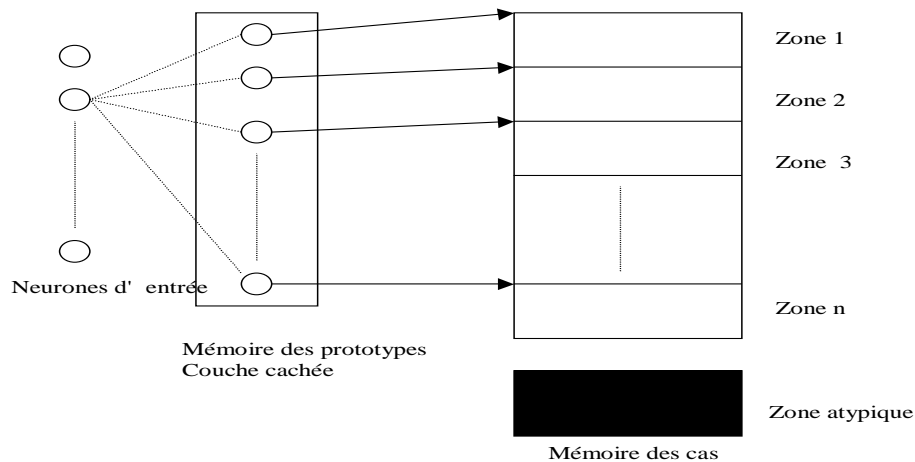 Zone 1
Zone 2
Zone 3
Neurones d' entrée
Zone n
Mémoire des prototypes
Couche cachée
Zone atypique
Mémoire des cas